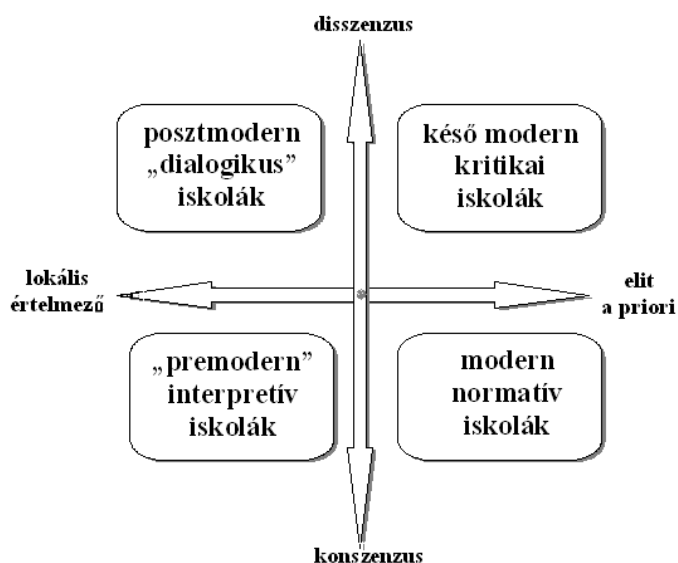 disszenzus
posztmodern
„dialogikus”
iskolák
késő modern
kritikai
iskolák
lokális
értelmező
elit
a priori
„premodern”
interpretív
iskolák
modern
normatív
iskolák
konszenzus